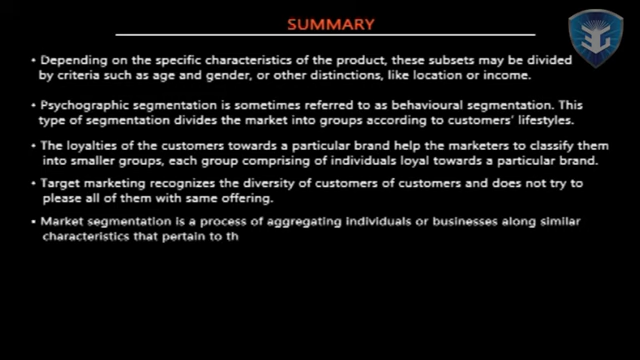 SUMMARY
• Depending on the specific characteristics of the product, these subsets may be divided
by criteria such as age and gender, or other distinctions, like location or income.
• Psychographic segmentation is sometimes referred to as behavioural segmentation. This
type of segmentation divides the market into groups according to customers' lifestyles.
• The loyalties of the customers towards a particular brand help the marketers to classify them
into smaller groups, each group comprising of individuals loyal towards a particular brand.
• Target marketing recognizes the diversity of customers of customers and does not try to
please all of them with same offering.
• Market segmentation is a process of aggregating individuals or businesses along similar
characteristics that pertain to th